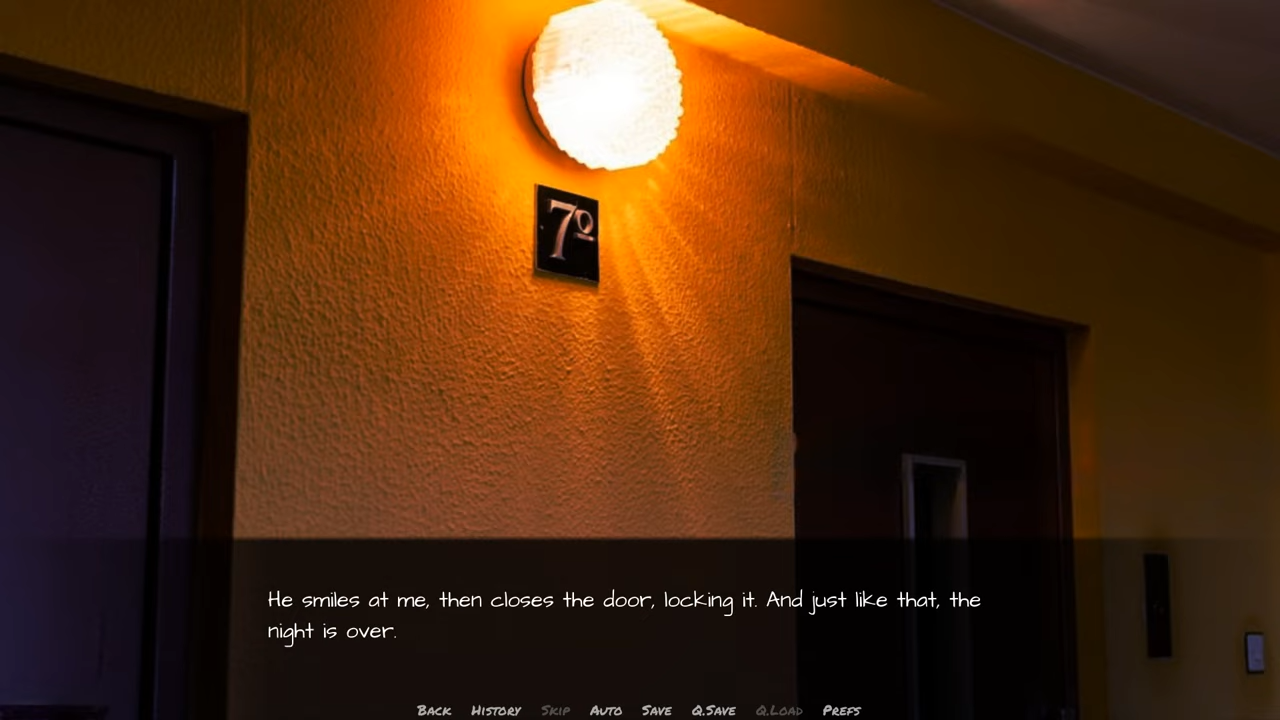 7º
He smiles at me, then closes the door, locking it. And just like that, the
night is over.
Back History Skip Auto Save Q.Save Q.Load Prefs